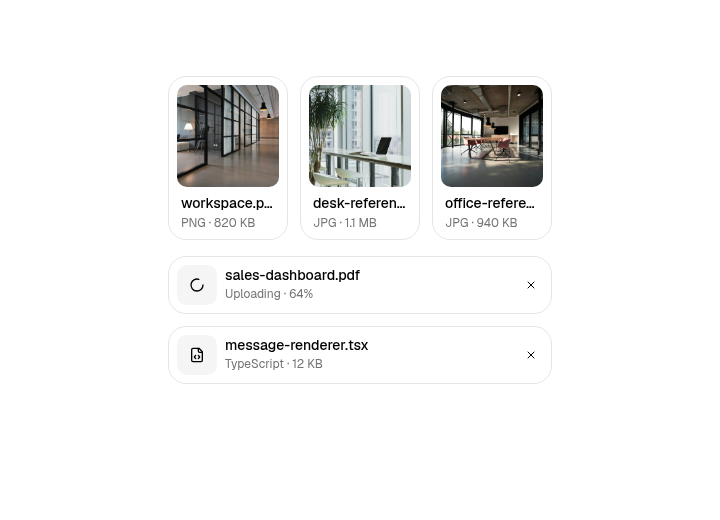 workspace.p...
PNG · 820 KB
desk-referen...
JPG · 1.1 MB
office-refere...
JPG · 940 KB
sales-dashboard.pdf
Uploading · 64%
message-renderer.tsx
TypeScript · 12 KB